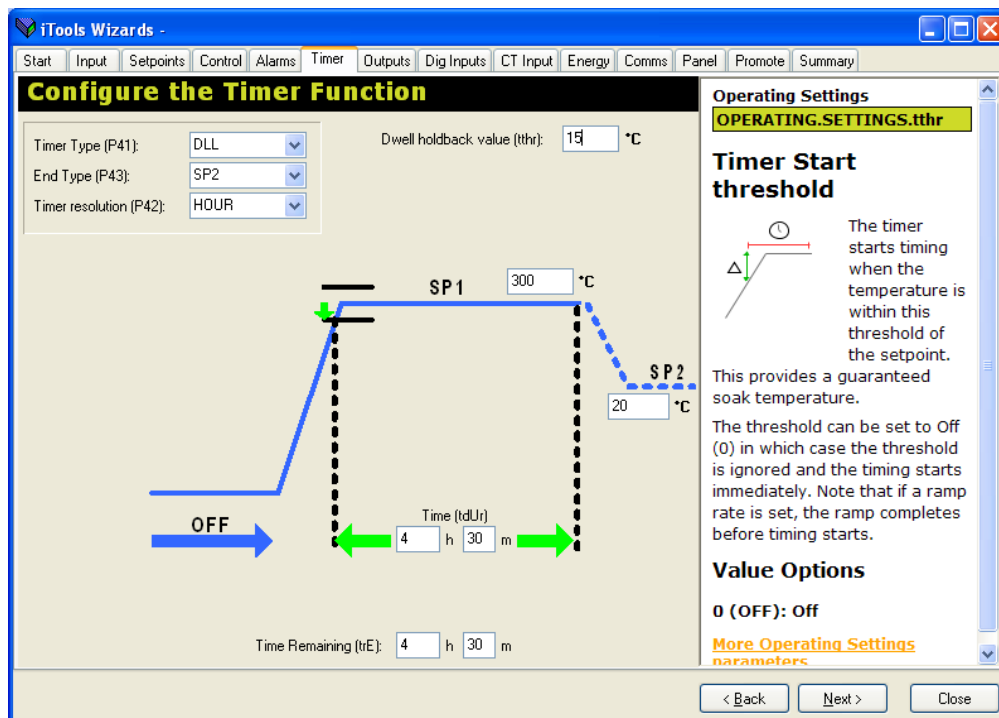 iTools Wizards -
Start Input Setpoints Control Alarms Timer Outputs Dig Inputs CT Input Energy Comms Panel Promote Summary
Configure the Timer Function
Timer Type (P41): DLL
End Type (P43): SP2
Timer resolution (P42): HOUR
Dwell holdback value (tthr): 15 °C
SP1 300 °C
SP2
20 °C
OFF
Time (tdUr)
4 h 30 m
Time Remaining (trE): 4 h 30 m
Operating Settings
OPERATING.SETTINGS.tthr
Timer Start
threshold
Δ
The timer
starts timing
when the
temperature is
within this
threshold of
the setpoint.
This provides a guaranteed
soak temperature.
The threshold can be set to Off
(0) in which case the threshold
is ignored and the timing starts
immediately. Note that if a ramp
rate is set, the ramp completes
before timing starts.
Value Options
0 (OFF): Off
More Operating Settings
parameters
< Back Next > Close